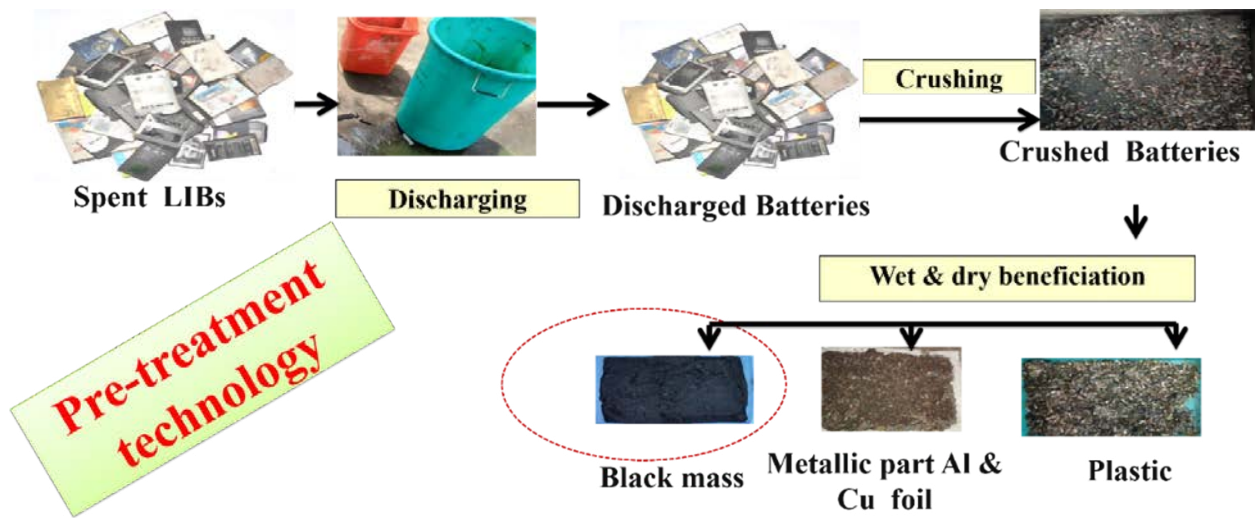 Spent LIBs
Discharging
Discharged Batteries
Crushing
Crushed Batteries
Wet & dry beneficiation
Pre-treatment
technology
Black mass
Metallic part Al &
Cu foil
Plastic